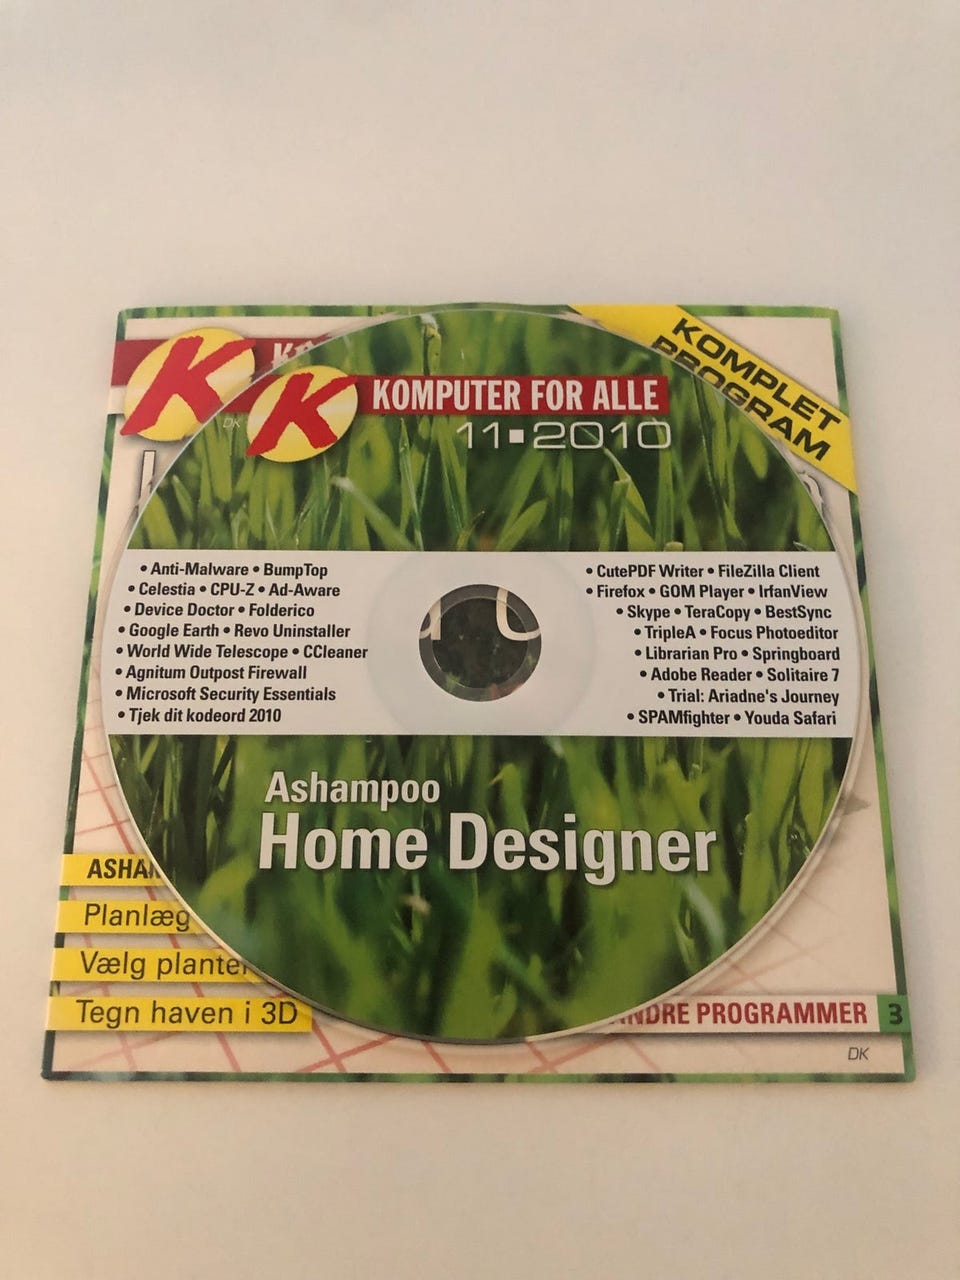 KOMPLET
PROGRAM
K
DK
K KOMPUTER FOR ALLE
11▪2010
• Anti-Malware • BumpTop
• Celestia • CPU-Z • Ad-Aware
• Device Doctor • Folderico
• Google Earth • Revo Uninstaller
• World Wide Telescope • CCleaner
• Agnitum Outpost Firewall
• Microsoft Security Essentials
• Tjek dit kodeord 2010
• CutePDF Writer • FileZilla Client
• Firefox • GOM Player • IrfanView
• Skype • TeraCopy • BestSync
• TripleA • Focus Photoeditor
• Librarian Pro • Springboard
• Adobe Reader • Solitaire 7
• Trial: Ariadne's Journey
• SPAMfighter • Youda Safari
Ashampoo
Home Designer
Planlæg
Tegn haven i 3D
PROGRAMMER 3
DK